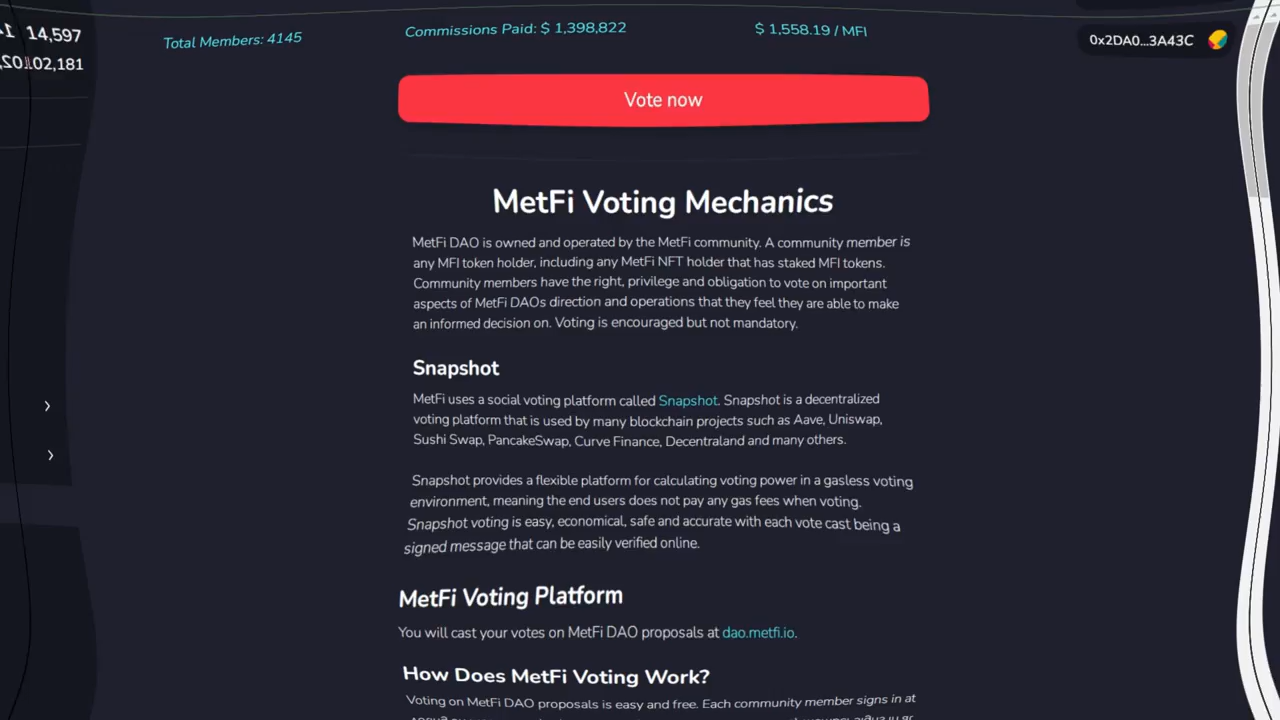 14,597
102,181
Total Members: 4145
Commissions Paid: $ 1,398,822
$ 1,558.19 / MFI
0x2DA0...3A43C
Vote now
MetFi Voting Mechanics
MetFi DAO is owned and operated by the MetFi community. A community member is
any MFI token holder, including any MetFi NFT holder that has staked MFI tokens.
Community members have the right, privilege and obligation to vote on important
aspects of MetFi DAOs direction and operations that they feel they are able to make
an informed decision on. Voting is encouraged but not mandatory.
Snapshot
MetFi uses a social voting platform called Snapshot. Snapshot is a decentralized
voting platform that is used by many blockchain projects such as Aave, Uniswap,
Sushi Swap, PancakeSwap, Curve Finance, Decentraland and many others.
Snapshot provides a flexible platform for calculating voting power in a gasless voting
environment, meaning the end users does not pay any gas fees when voting.
Snapshot voting is easy, economical, safe and accurate with each vote cast being a
signed message that can be easily verified online.
MetFi Voting Platform
You will cast your votes on MetFi DAO proposals at dao.metfi.io.
How Does MetFi Voting Work?
Voting on MetFi DAO proposals is easy and free. Each community member signs in at